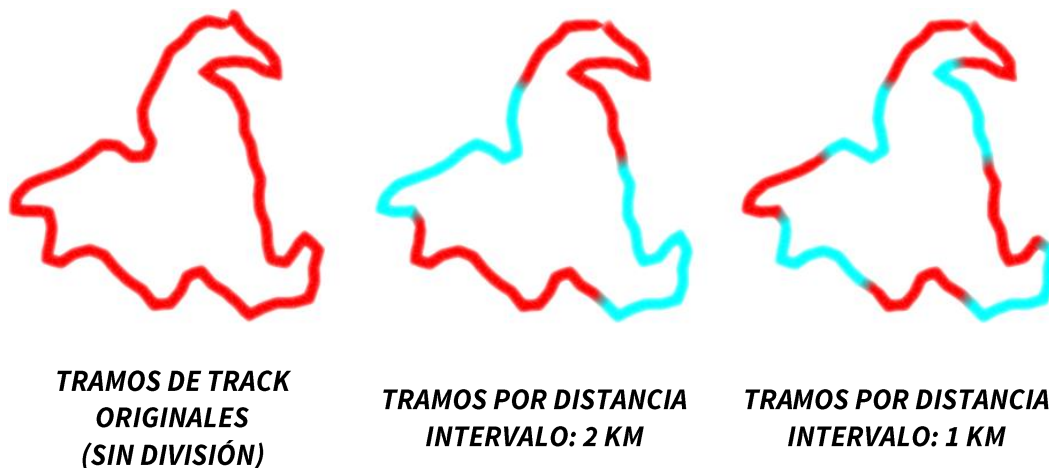 TRAMOS DE TRACK
ORIGINALES
(SIN DIVISIÓN)
TRAMOS POR DISTANCIA
INTERVALO: 2 KM
TRAMOS POR DISTANCIA
INTERVALO: 1 KM